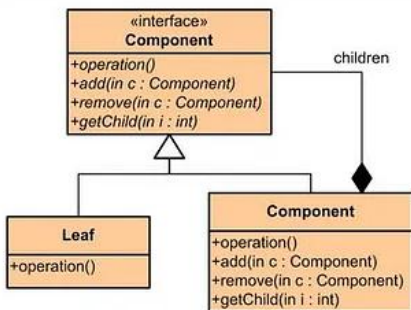 «interface»
Component
+operation()
+add(in c : Component)
+remove(in c : Component)
+getChild(in i : int)
children
Leaf
+operation()
Component
+operation()
+add(in c : Component)
+remove(in c : Component)
+getChild(in i : int)